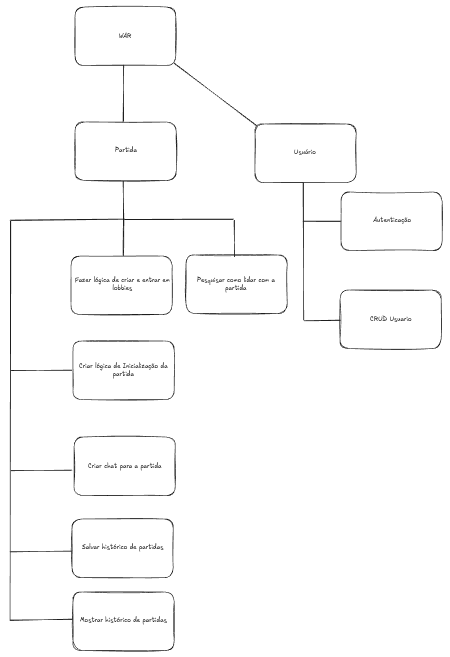 WAR
Partida
Usuário
Autenticação
Fazer lógica de criar e entrar em
lobbies
Pesquisar como lidar com a
partida
CRUD Usuario
Criar lógica de Inicialização da
partida
Criar chat para a partida
Salvar histórico de partidas
Mostrar histórico de partidas